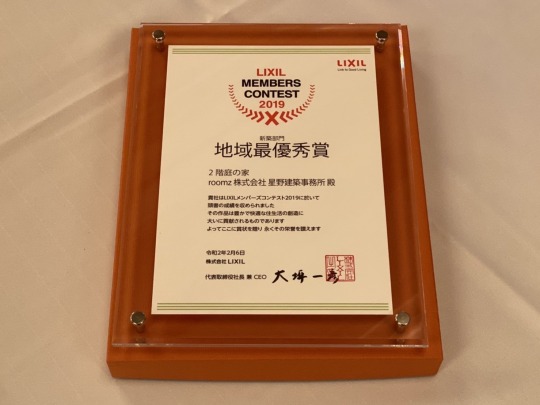 LIXIL
Link to Good Living
LIXIL
MEMBERS
CONTEST
2019
新築部門
地域最優秀賞
2 階庭の家
roomz 株式会社 星野建築事務所 殿
貴社はLIXILメンバーズコンテスト2019に於いて
頭書の成績を収められました
その作品は豊かで快適な住生活の創造に
大いに貢献されるものであります
よってここに賞状を贈り 永くその栄誉を讃えます
令和2年2月6日
株式会社 LIXIL
代表取締役社長 兼 CEO 大坪 一彦